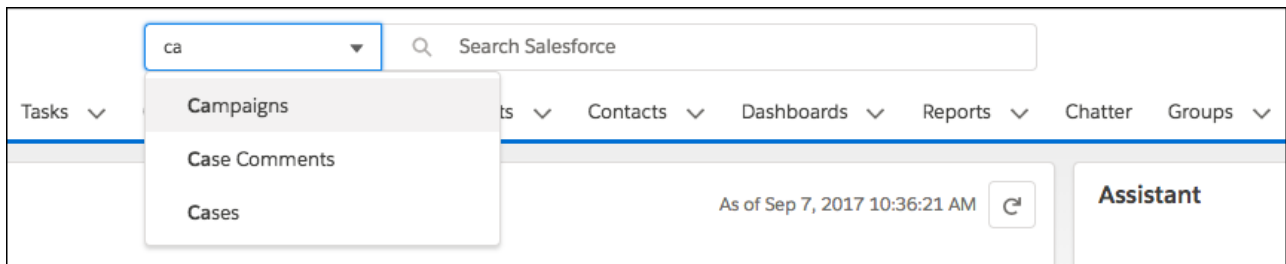 ca Search Salesforce
Campaigns
Tasks ts Contacts Dashboards Reports Chatter Groups
Case Comments
Cases
As of Sep 7, 2017 10:36:21 AM
Assistant